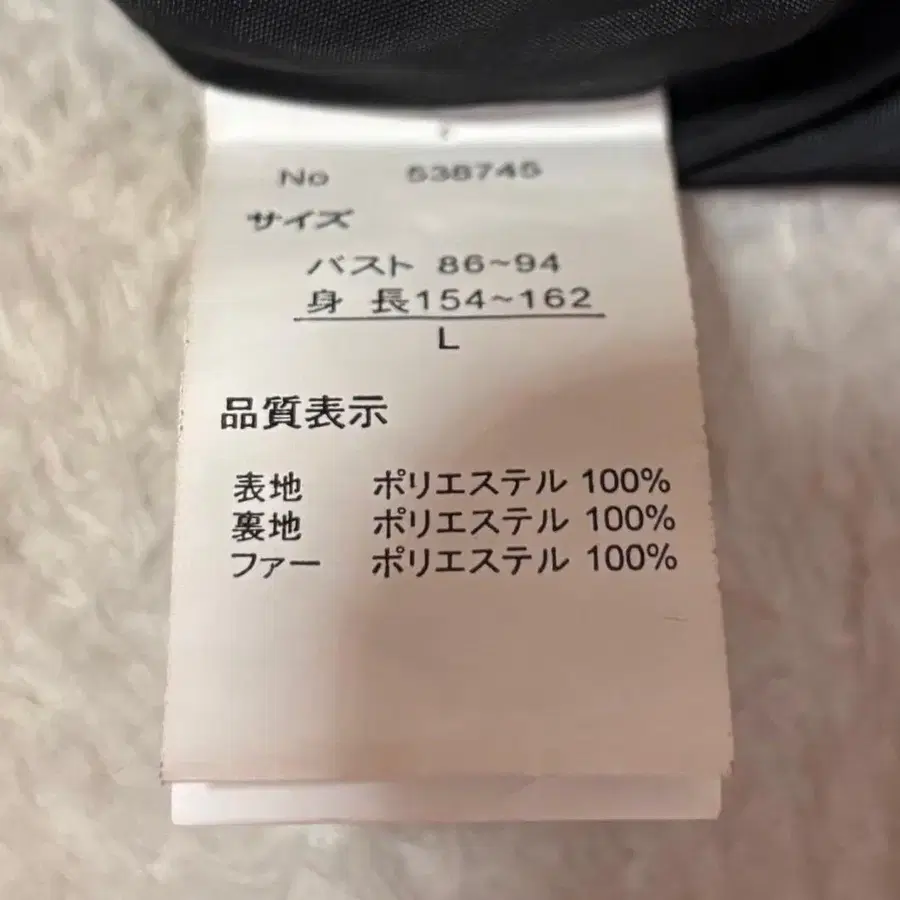 No 538745
サイズ
バスト 86~94
身 長154~162
L
品質表示
表地 ポリエステル 100%
裏地 ポリエステル 100%
ファー ポリエステル 100%